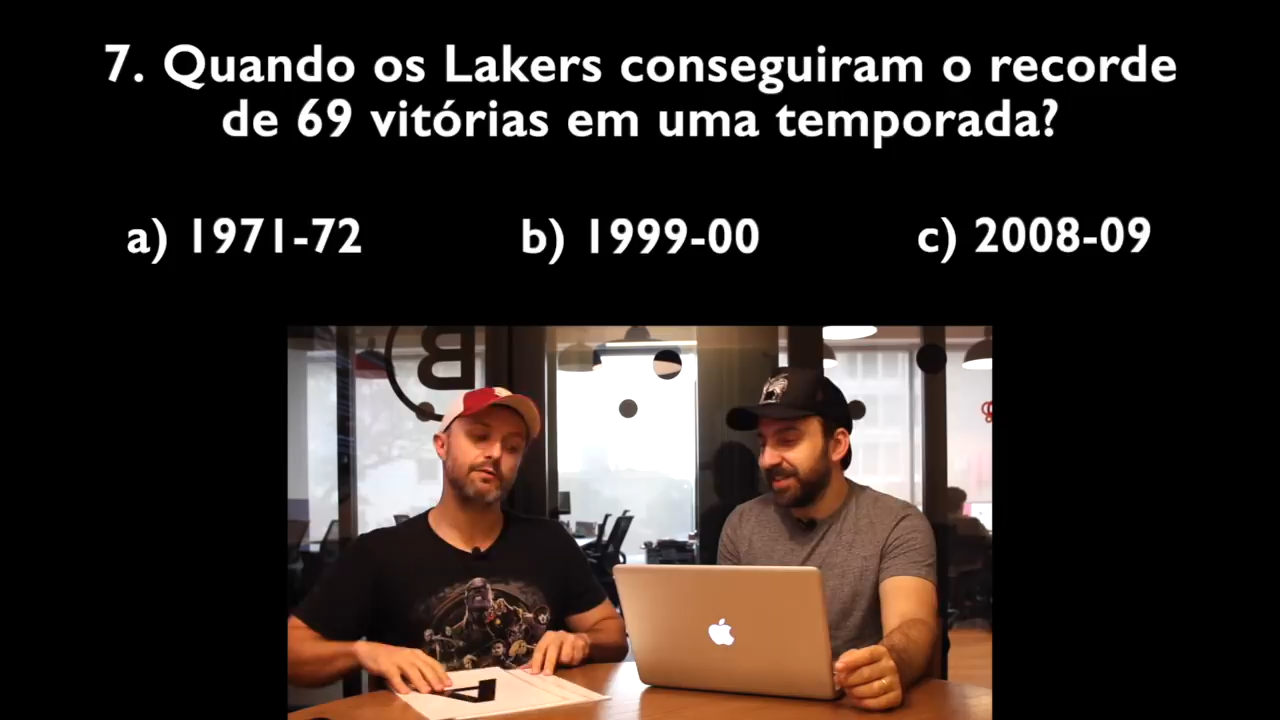 7. Quando os Lakers conseguiram o recorde
de 69 vitórias em uma temporada?
a) 1971-72 b) 1999-00 c) 2008-09